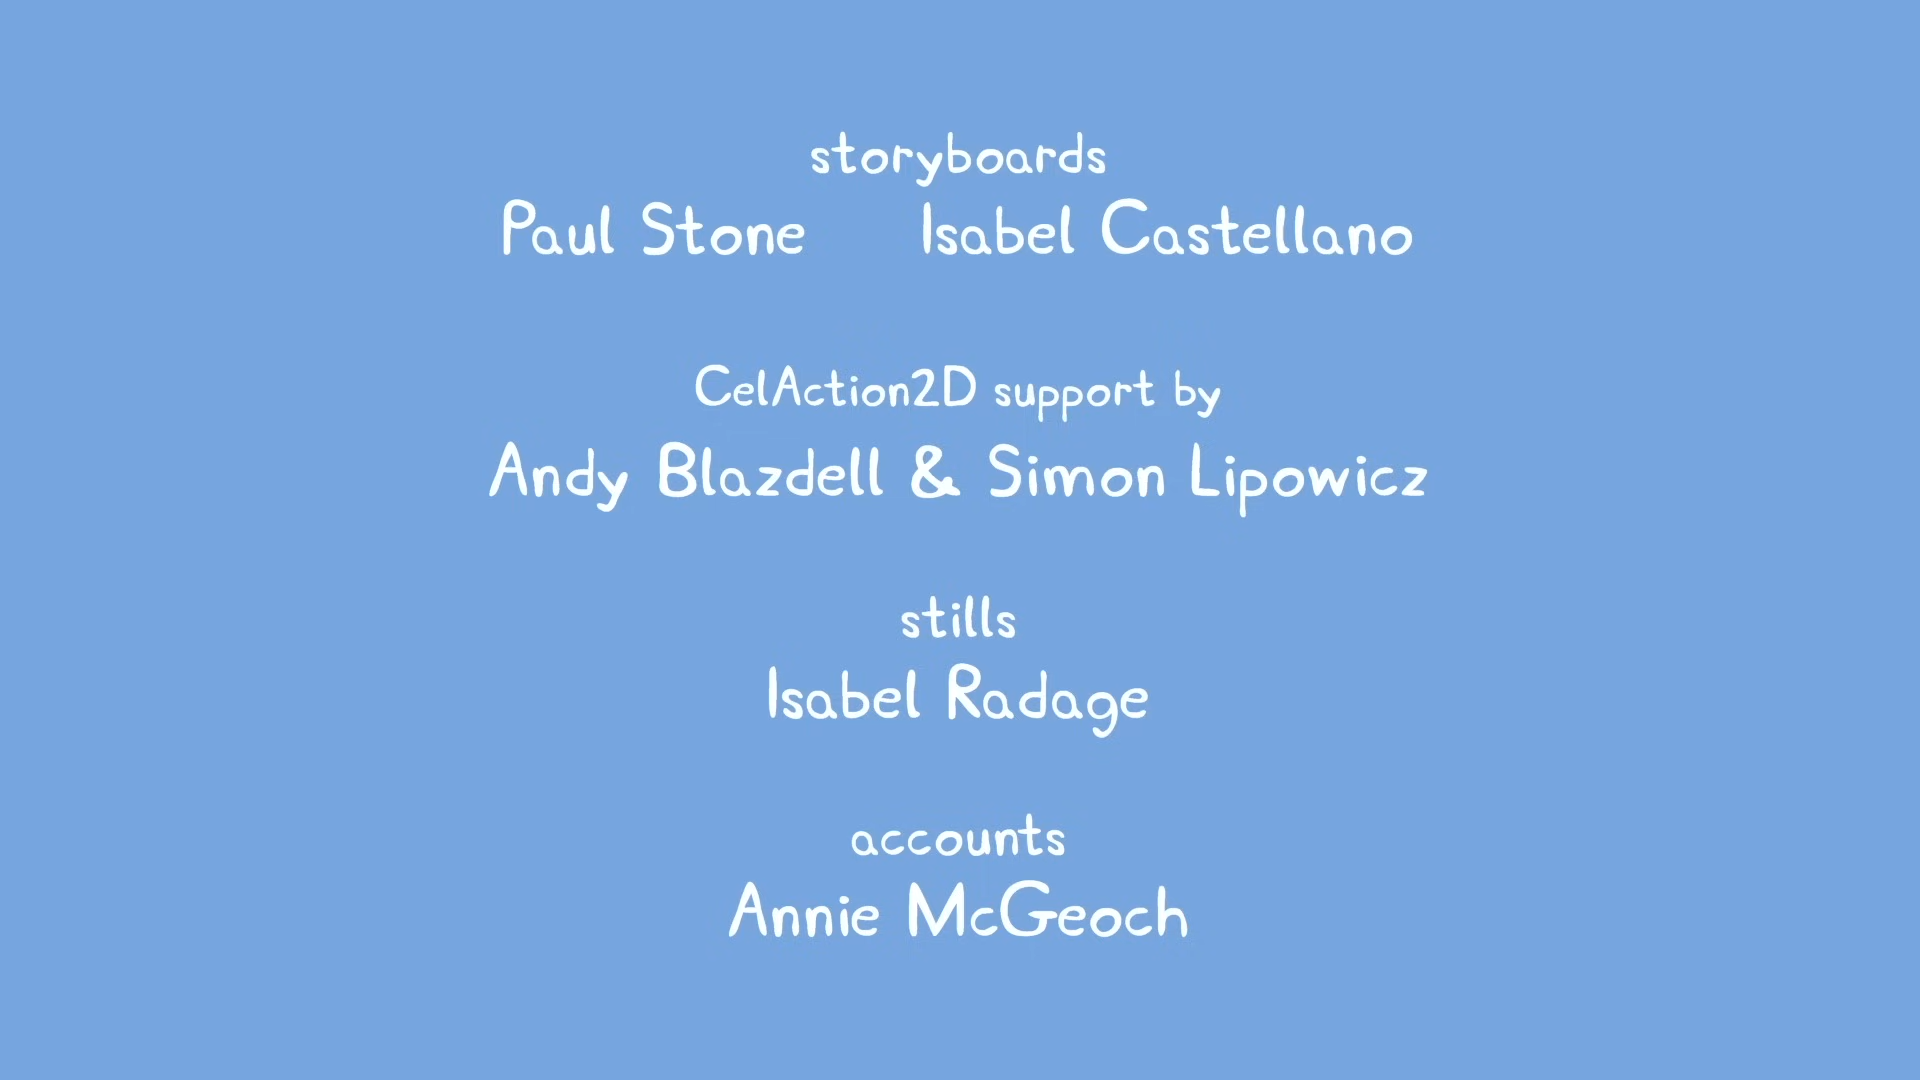 storyboards
Paul Stone Isabel Castellano
CelAction2D support by
Andy Blazdell & Simon Lipowicz
stills
Isabel Radage
accounts
Annie McGeoch